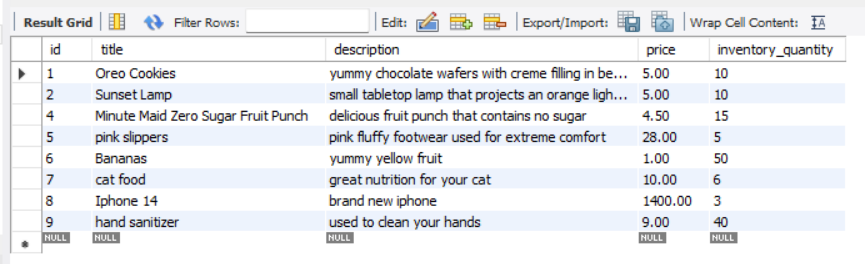 Result Grid Filter Rows: Edit: Export/Import: Wrap Cell Content: IA
id title description price inventory_quantity
1 Oreo Cookies yummy chocolate wafers with creme filling in be... 5.00 10
2 Sunset Lamp small tabletop lamp that projects an orange ligh... 5.00 10
4 Minute Maid Zero Sugar Fruit Punch delicious fruit punch that contains no sugar 4.50 15
5 pink slippers pink fluffy footwear used for extreme comfort 28.00 5
6 Bananas yummy yellow fruit 1.00 50
7 cat food great nutrition for your cat 10.00 6
8 Iphone 14 brand new iphone 1400.00 3
9 hand sanitizer used to clean your hands 9.00 40
NULL NULL NULL NULL NULL